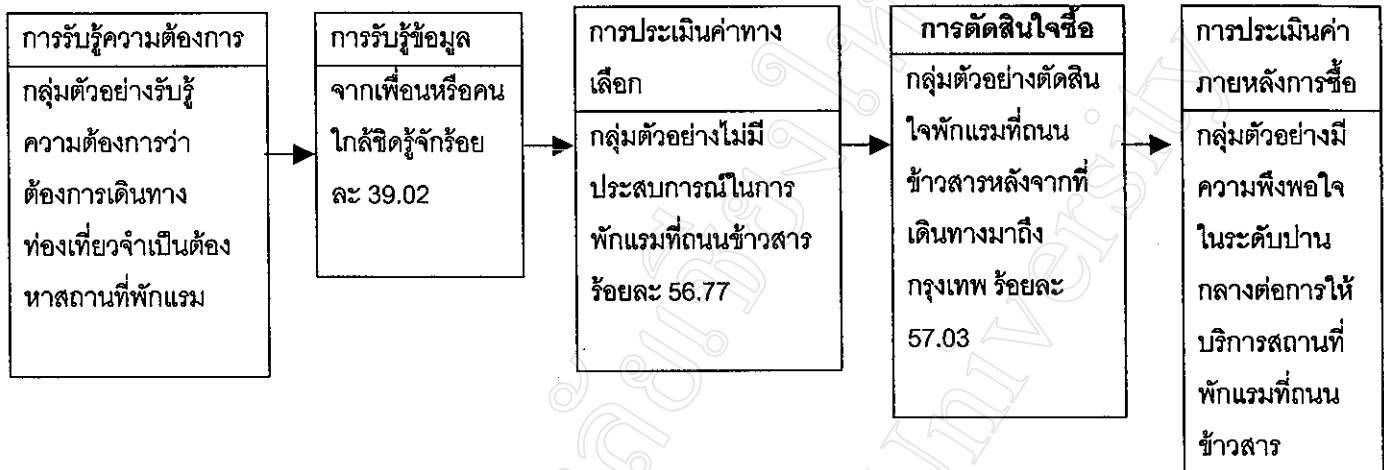 การรับรู้ความต้องการ
กลุ่มตัวอย่างรับรู้
ความต้องการว่า
ต้องการเดินทาง
ท่องเที่ยวจำเป็นต้อง
หาสถานที่พักแรม
การรับรู้ข้อมูล
จากเพื่อนหรือคน
ใกล้ชิดรู้จักร้อย
ละ 39.02
การประเมินค่าทาง
เลือก
กลุ่มตัวอย่างไม่มี
ประสบการณ์ในการ
พักแรมที่ถนนข้าวสาร
ร้อยละ 56.77
การตัดสินใจซื้อ
กลุ่มตัวอย่างตัดสิน
ใจพักแรมที่ถนน
ข้าวสารหลังจากที่
เดินทางมาถึง
กรุงเทพ ร้อยละ
57.03
การประเมินค่า
ภายหลังการซื้อ
กลุ่มตัวอย่างมี
ความพึงพอใจ
ในระดับปาน
กลางต่อการให้
บริการสถานที่
พักแรมที่ถนน
ข้าวสาร
University